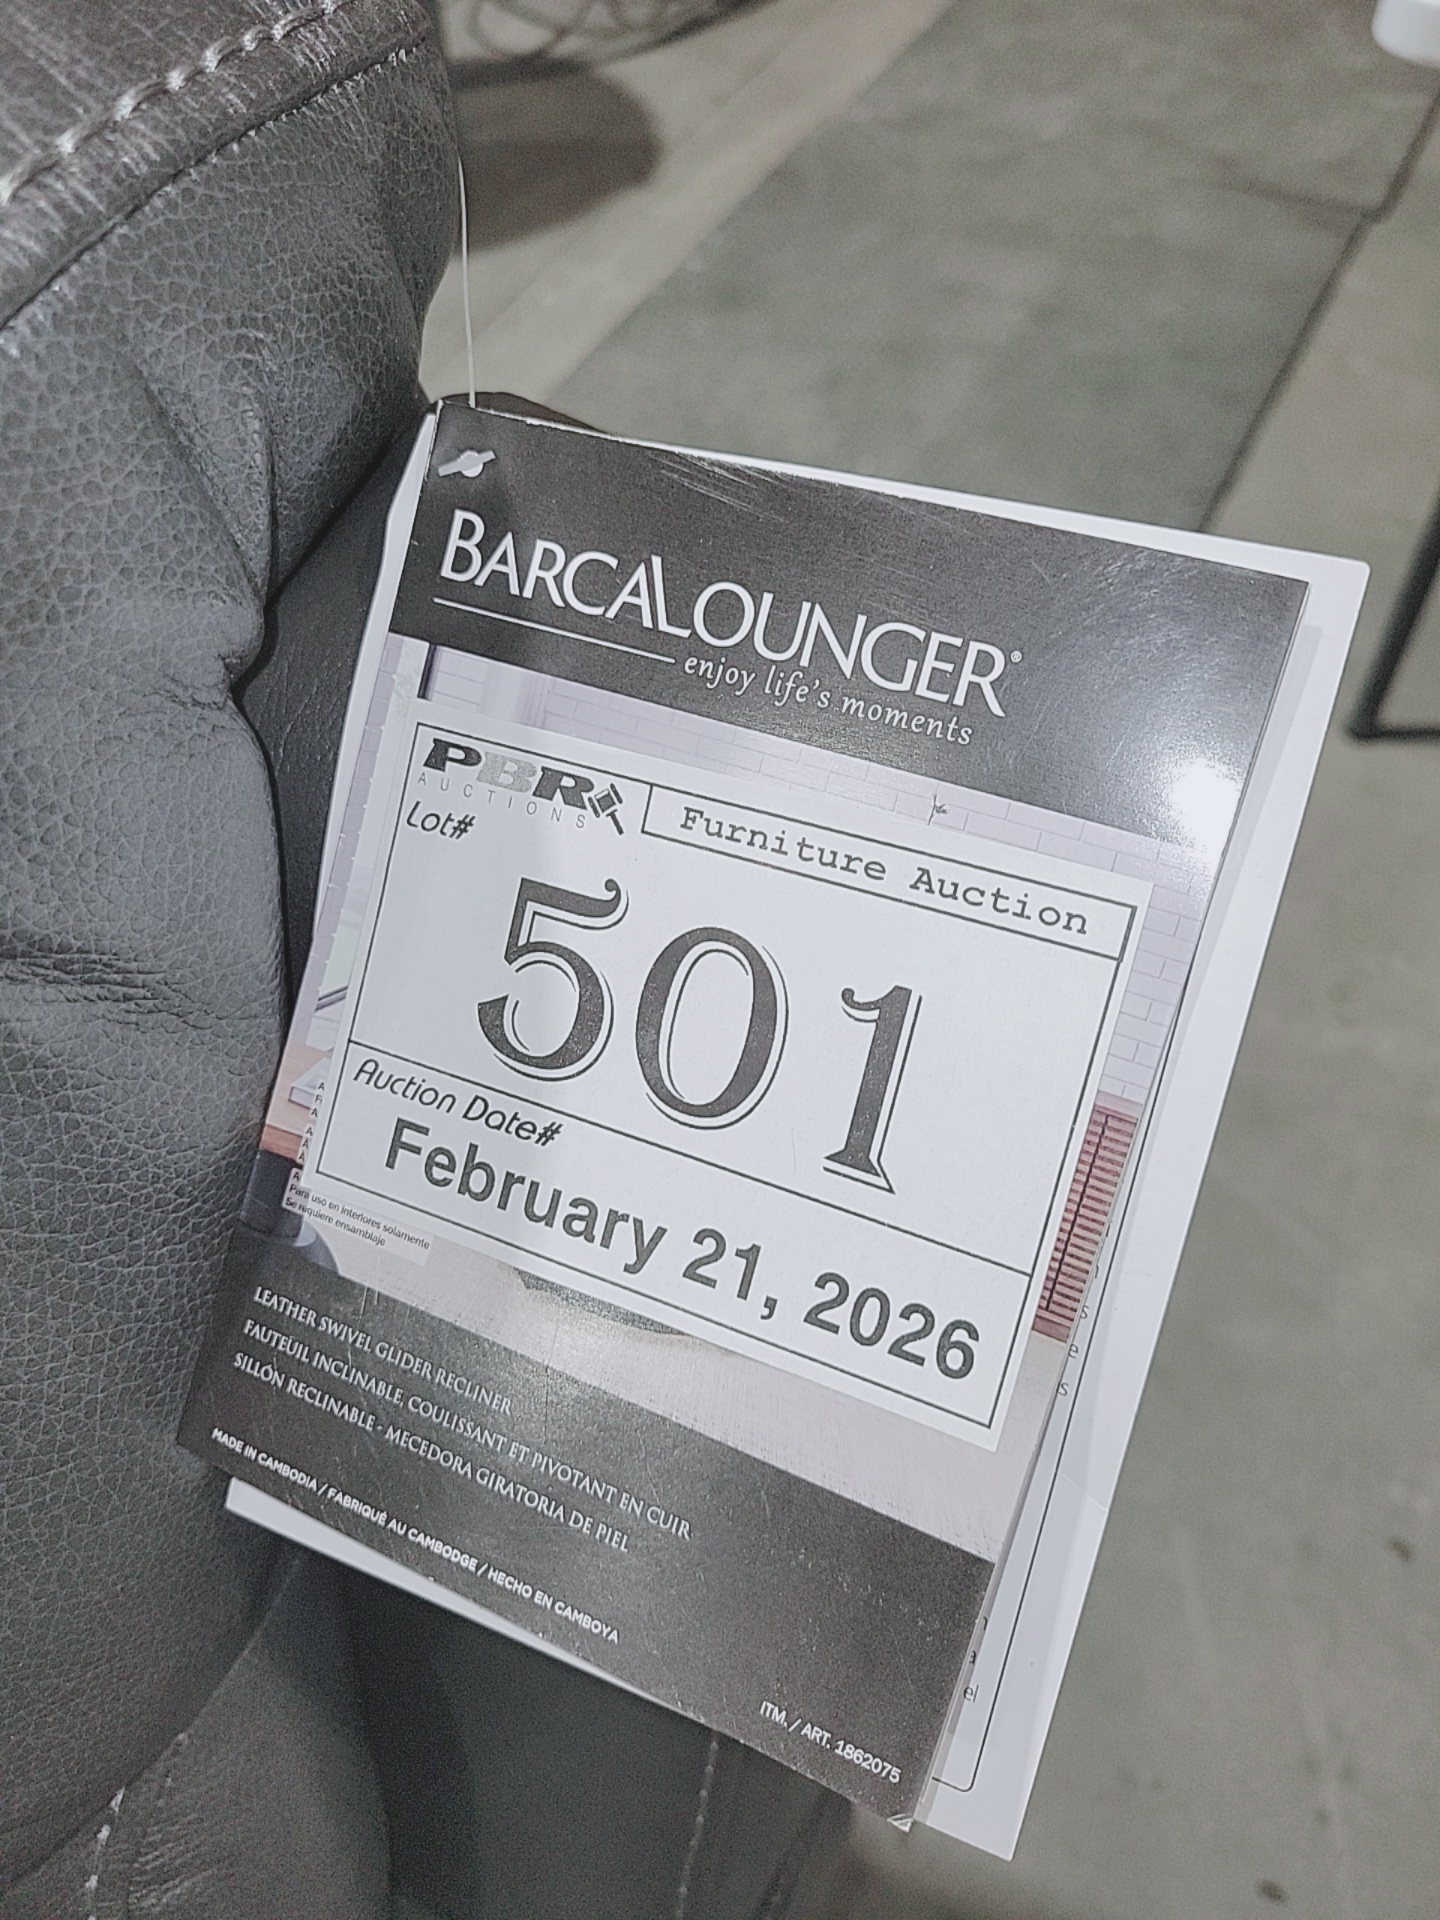 BARCALOUNGER®
enjoy life's moments
PBR
AUCTIONS
Furniture Auction
Lot#
501
Auction Date#
February 21, 2026
Para uso en interiores solamente
Se requiere ensamblaje
LEATHER SWIVEL GLIDER RECLINER
FAUTEUIL INCLINABLE, COULISSANT ET PIVOTANT EN CUIR
SILLÓN RECLINABLE - MECEDORA GIRATORIA DE PIEL
MADE IN CAMBODIA / FABRIQUÉ AU CAMBODGE / HECHO EN CAMBOYA
ITM. / ART. 1862075